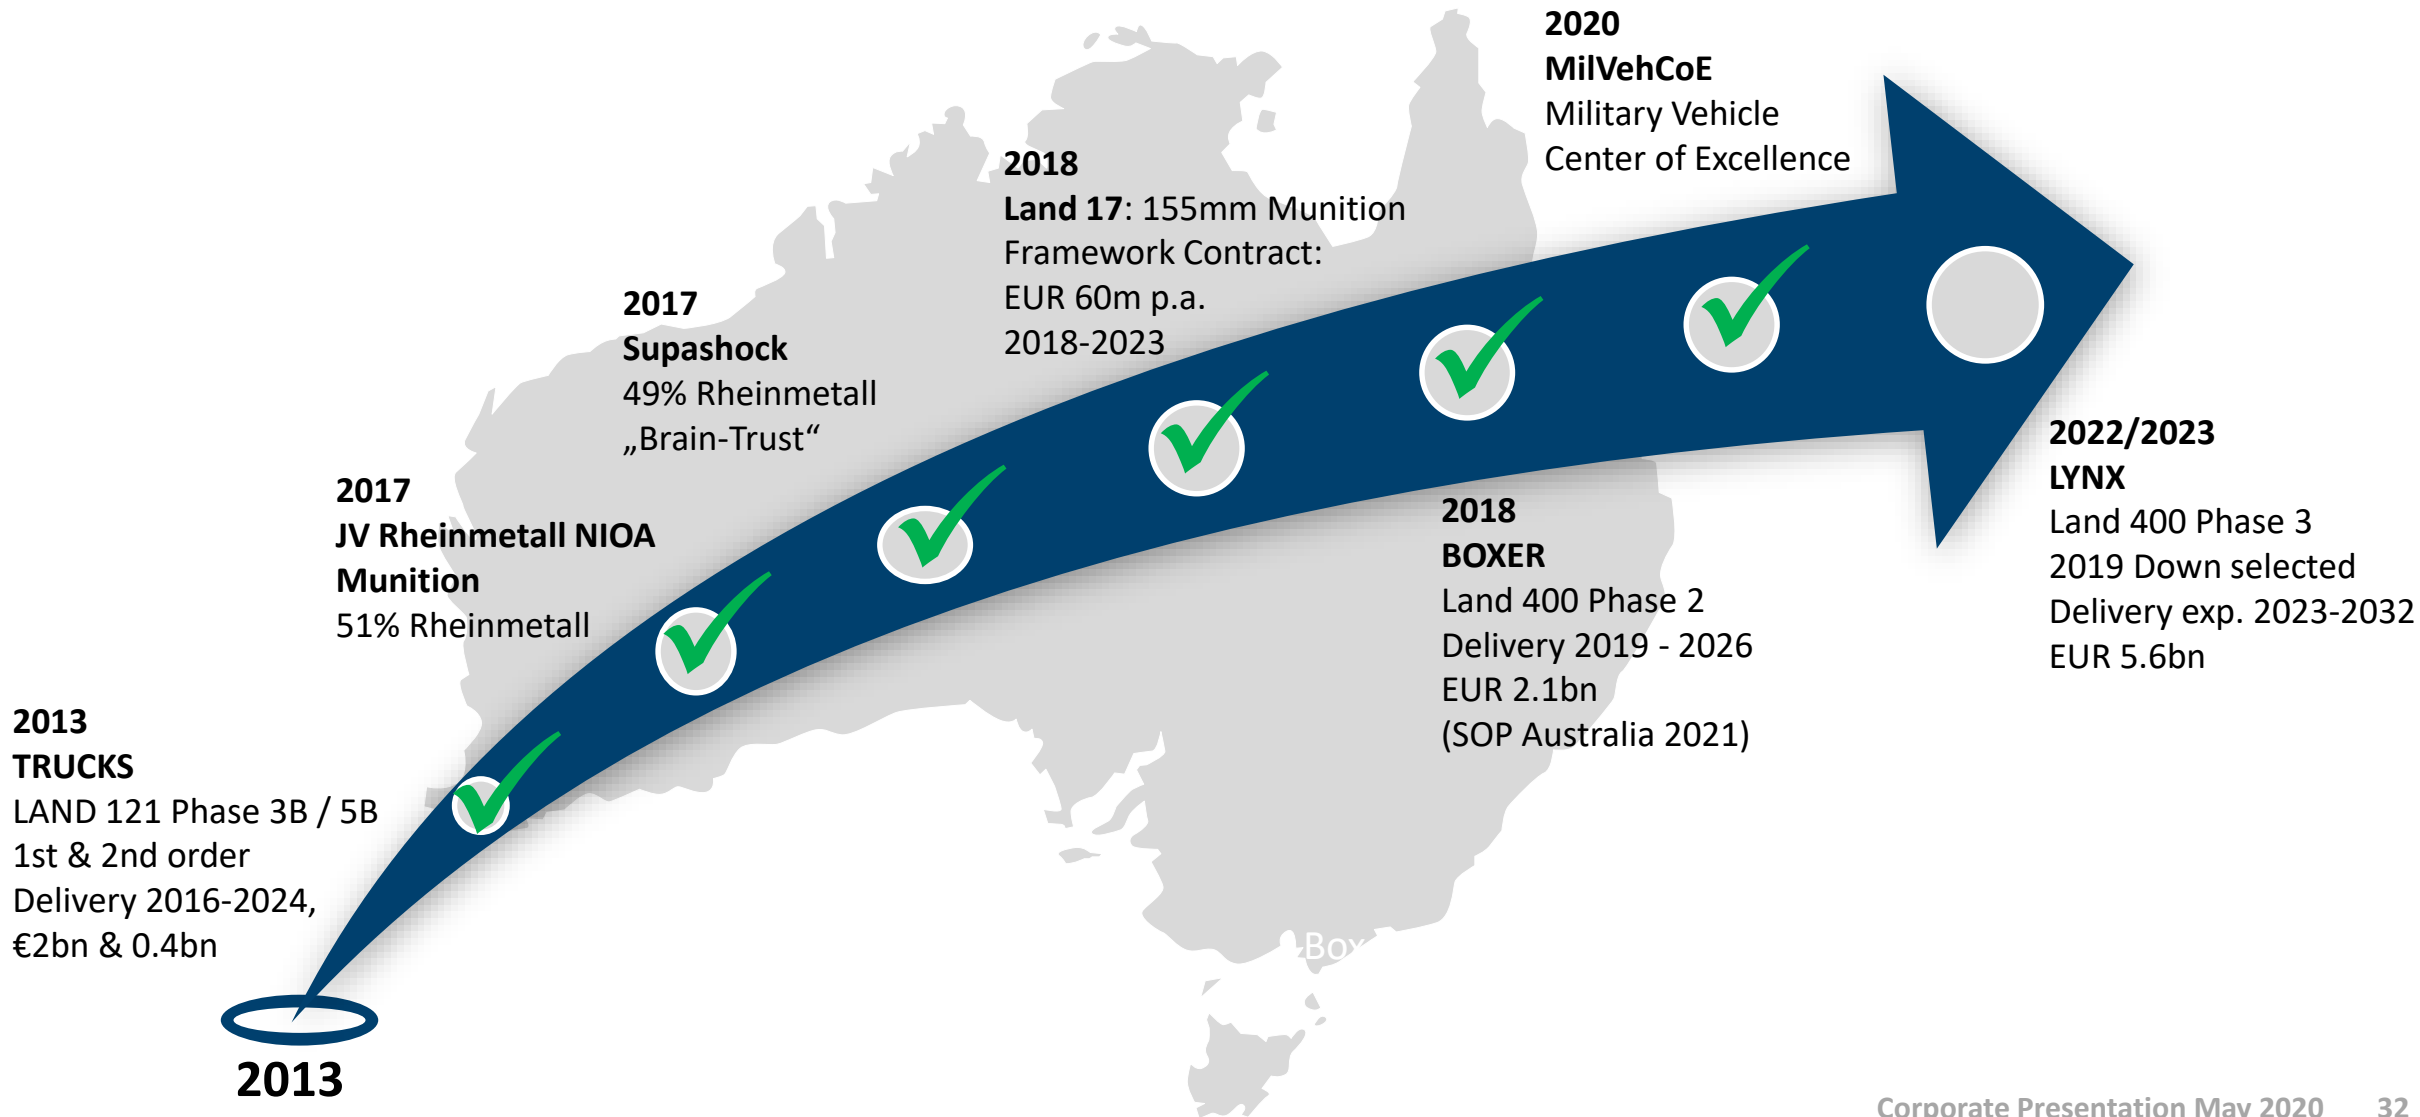 2013
TRUCKS
LAND 121 Phase 3B / 5B
1st & 2nd order
Delivery 2016-2024,
€2bn & 0.4bn
2013
2017
JV Rheinmetall NIOA
Munition
51% Rheinmetall
2017
Supashock
49% Rheinmetall
„Brain-Trust“
2018
Land 17: 155mm Munition
Framework Contract:
EUR 60m p.a.
2018-2023
2018
BOXER
Land 400 Phase 2
Delivery 2019 - 2026
EUR 2.1bn
(SOP Australia 2021)
2020
MilVehCoE
Military Vehicle
Center of Excellence
2022/2023
LYNX
Land 400 Phase 3
2019 Down selected
Delivery exp. 2023-2032
EUR 5.6bn
Corporate Presentation May 2020 32